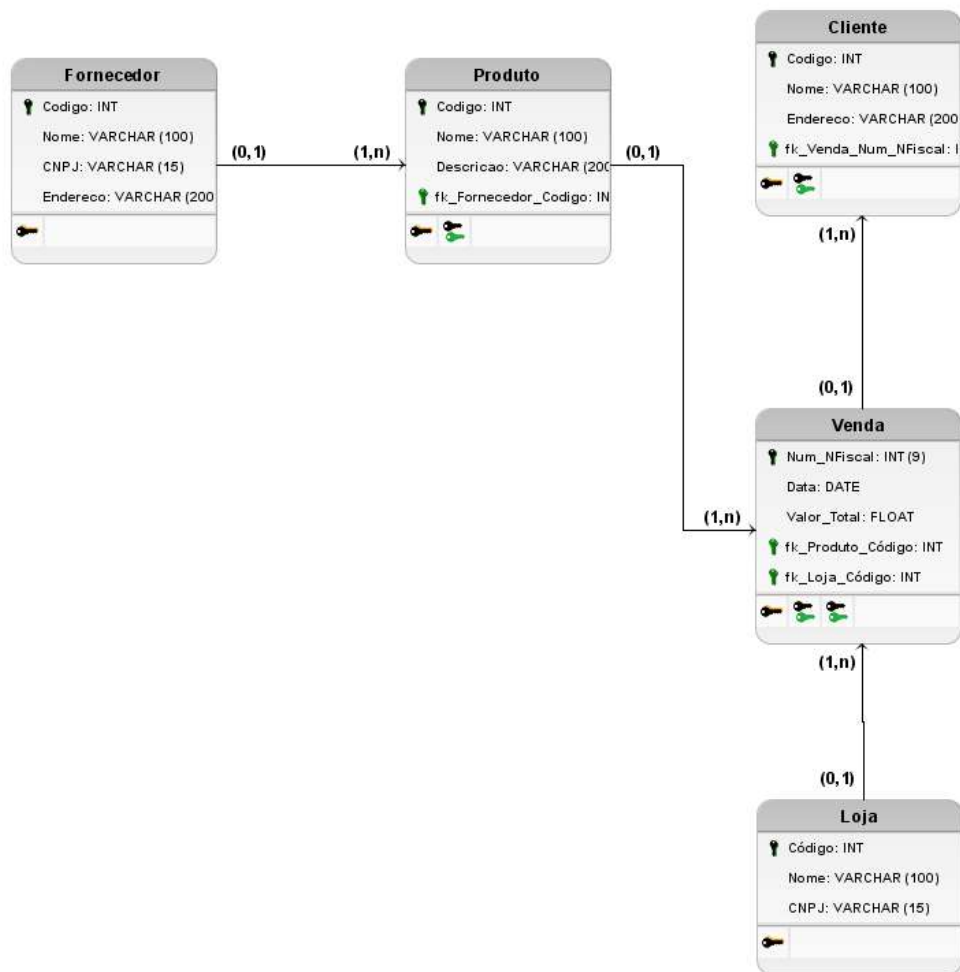 Fornecedor
Codigo: INT
Nome: VARCHAR (100)
CNPJ: VARCHAR (15)
Endereco: VARCHAR (200
(0,1)
(1,n)
Produto
Codigo: INT
Nome: VARCHAR (100)
Descricao: VARCHAR (200
fk_Fornecedor_Codigo: IN
(0,1)
(1,n)
Cliente
Codigo: INT
Nome: VARCHAR (100)
Endereco: VARCHAR (200
fk_Venda_Num_NFiscal: I
(1,n)
(0,1)
Venda
Num_NFiscal: INT (9)
Data: DATE
Valor_Total: FLOAT
fk_Produto_Código: INT
fk_Loja_Código: INT
(1,n)
(0,1)
Loja
Código: INT
Nome: VARCHAR (100)
CNPJ: VARCHAR (15)